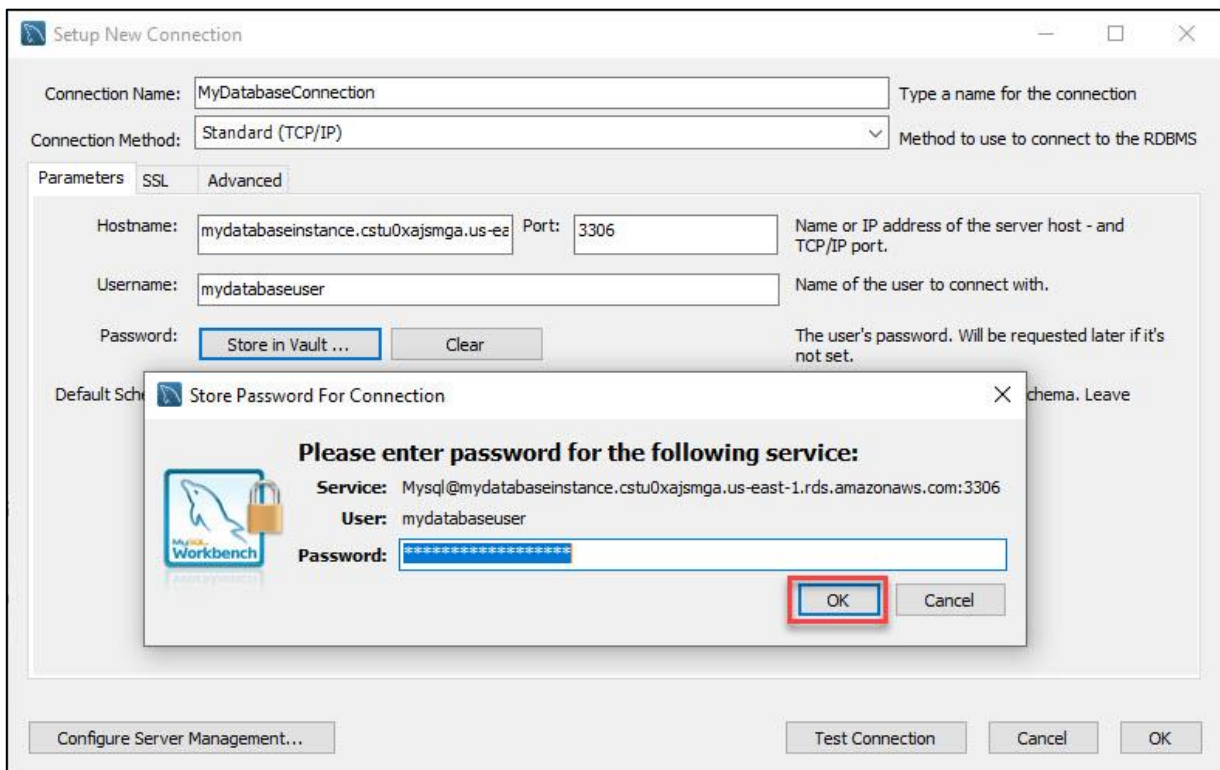 Setup New Connection
Connection Name: MyDatabaseConnection Type a name for the connection
Connection Method: Standard (TCP/IP) Method to use to connect to the RDBMS
Parameters SSL Advanced
Hostname: mydatabaseinstance.cstu0xajsmga.us-ea Port: 3306 Name or IP address of the server host - and
TCP/IP port.
Username: mydatabaseuser Name of the user to connect with.
Password: Store in Vault ... Clear The user's password. Will be requested later if it's
not set.
Default Sche chema. Leave
Store Password For Connection
Please enter password for the following service:
Service: Mysql@mydatabaseinstance.cstu0xajsmga.us-east-1.rds.amazonaws.com:3306
User: mydatabaseuser
MySQL
Workbench
Password: ******************
OK Cancel
Configure Server Management... Test Connection Cancel OK